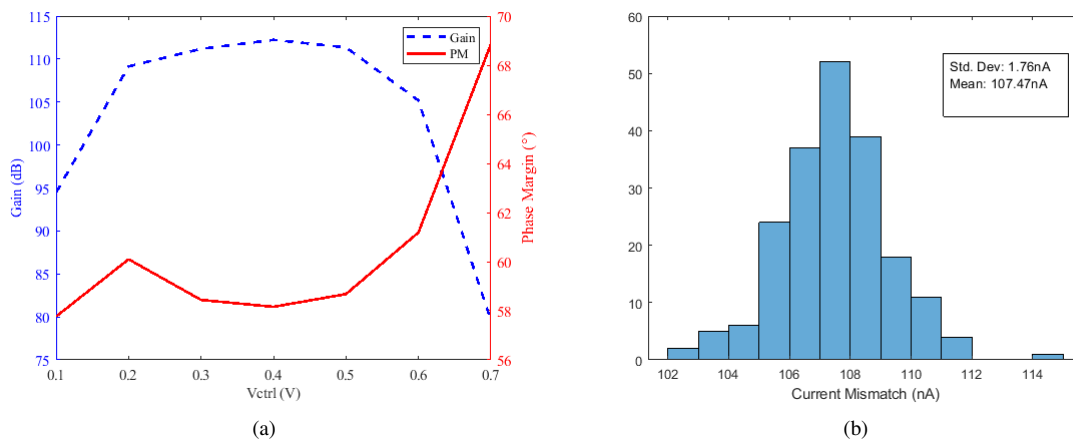 115
110
105
100
95
90
85
80
75
Gain (dB)
Gain
PM
70
68
66
64
62
60
58
56
Phase Margin (°)
0.1 0.2 0.3 0.4 0.5 0.6 0.7
Vctrl (V)
(a)
60
50
40
30
20
10
0
Std. Dev: 1.76nA
Mean: 107.47nA
102 104 106 108 110 112 114
Current Mismatch (nA)
(b)